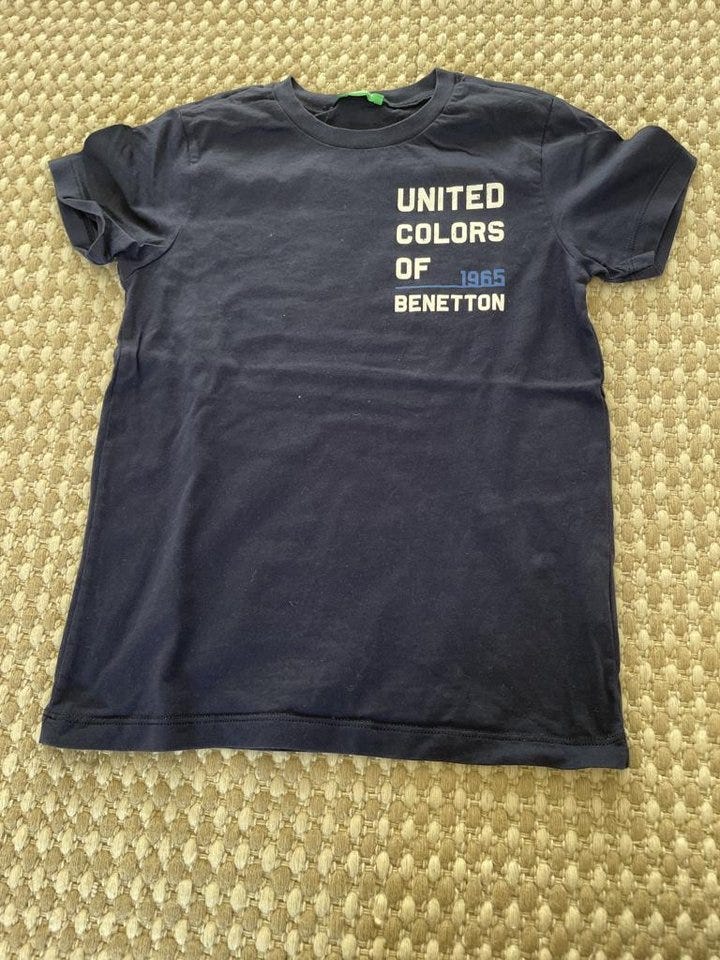 UNITED
COLORS
OF 1965
BENETTON